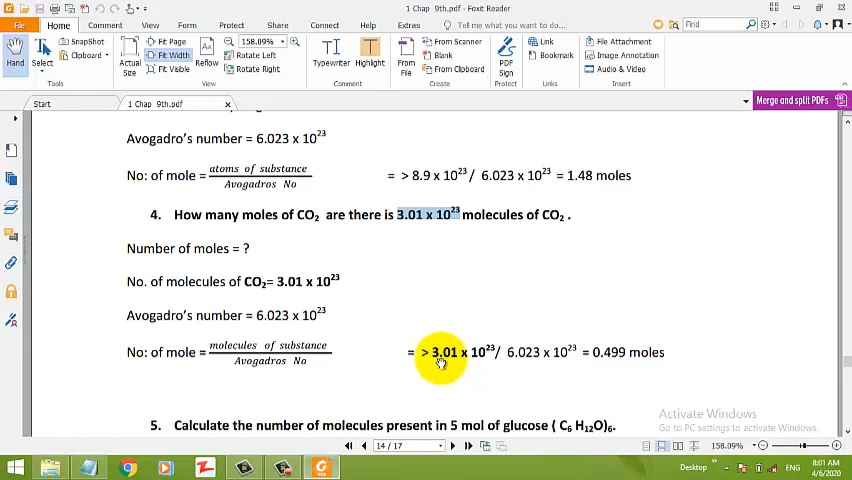 1 Chap 9th.pdf - Foxit Reader
File Home Comment View Form Protect Share Connect Help Extras Tell me what you want to do... Find
SnapShot
Clipboard
Hand Select
Tools
Fit Page
Fit Width
Fit Visible
Actual Size
Reflow
158.09%
Rotate Left
Rotate Right
View
Typewriter Highlight
Comment
From File
From Scanner
Blank
From Clipboard
Create
PDF Sign
Protect
Link
Bookmark
Links
File Attachment
Image Annotation
Audio & Video
Insert
Start 1 Chap 9th.pdf Merge and split PDFs
Avogadro's number = 6.023 x 10²³
No: of mole = atoms of substance / Avogadros No = > 8.9 x 10²³/ 6.023 x 10²³ = 1.48 moles
4. How many moles of CO₂ are there is 3.01 x 10²³ molecules of CO₂ .
Number of moles = ?
No. of molecules of CO₂= 3.01 x 10²³
Avogadro's number = 6.023 x 10²³
No: of mole = molecules of substance / Avogadros No = > 3.01 x 10²³/ 6.023 x 10²³ = 0.499 moles
5. Calculate the number of molecules present in 5 mol of glucose ( C₆ H₁₂O)₆.
Activate Windows
Go to PC settings to activate Windows.
14 / 17 158.09%
Desktop ENG 8:01 AM
4/6/2020